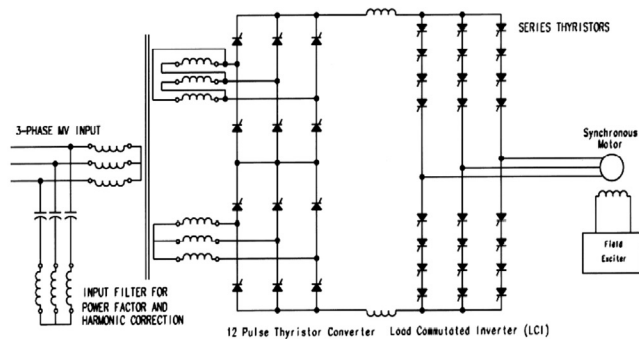 SERIES THYRISTORS
3-PHASE MV INPUT
Synchronous
Motor
Field
Exciter
INPUT FILTER FOR
POWER FACTOR AND
HARMONIC CORRECTION
12 Pulse Thyristor Converter
Load Commutated Inverter (LCI)